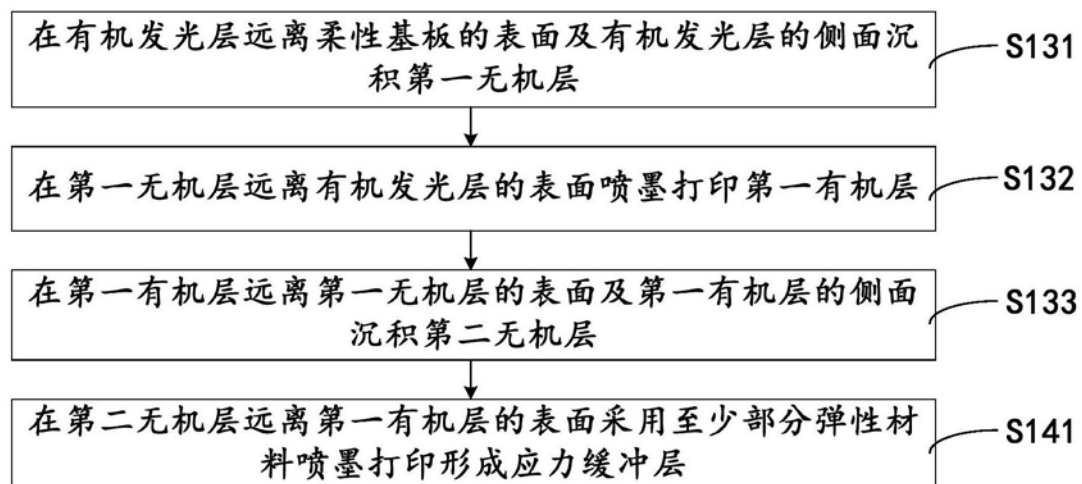 在有机发光层远离柔性基板的表面及有机发光层的侧面沉
积第一无机层
S131
在第一无机层远离有机发光层的表面喷墨打印第一有机层
S132
在第一有机层远离第一无机层的表面及第一有机层的侧面
沉积第二无机层
S133
在第二无机层远离第一有机层的表面采用至少部分弹性材
料喷墨打印形成应力缓冲层
S141